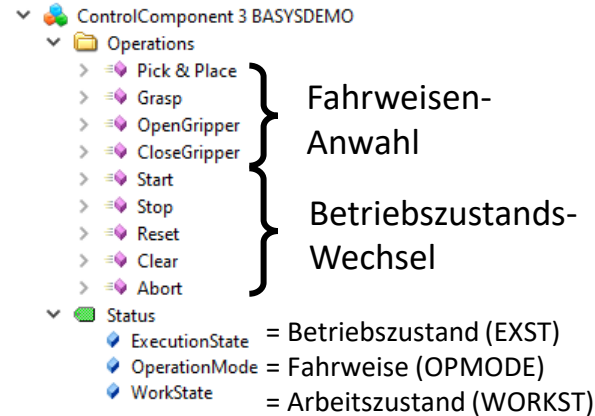 ControlComponent 3 BASYSDEMO
Operations
Pick & Place
Grasp
OpenGripper
CloseGripper
Fahrweisen-
Anwahl
Start
Stop
Reset
Clear
Abort
Betriebszustands-
Wechsel
Status
ExecutionState = Betriebszustand (EXST)
OperationMode = Fahrweise (OPMODE)
WorkState = Arbeitszustand (WORKST)